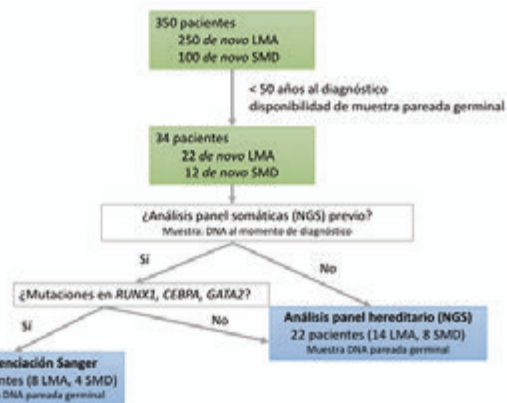 350 pacientes
250 de novo LMA
100 de novo SMD
< 50 años al diagnóstico
disponibilidad de muestra pareada germinal
34 pacientes
22 de novo LMA
12 de novo SMD
¿Análisis panel somáticas (NGS) previo?
Muestra: DNA al momento de diagnóstico
Sí
No
¿Mutaciones en RUNX1, CEBPA, GATA2?
Sí
No
Análisis panel hereditario (NGS)
22 pacientes (14 LMA, 8 SMD)
Muestra DNA pareada germinal
enciación Sanger
ntes (8 LMA, 4 SMD)
DNA pareada germinal